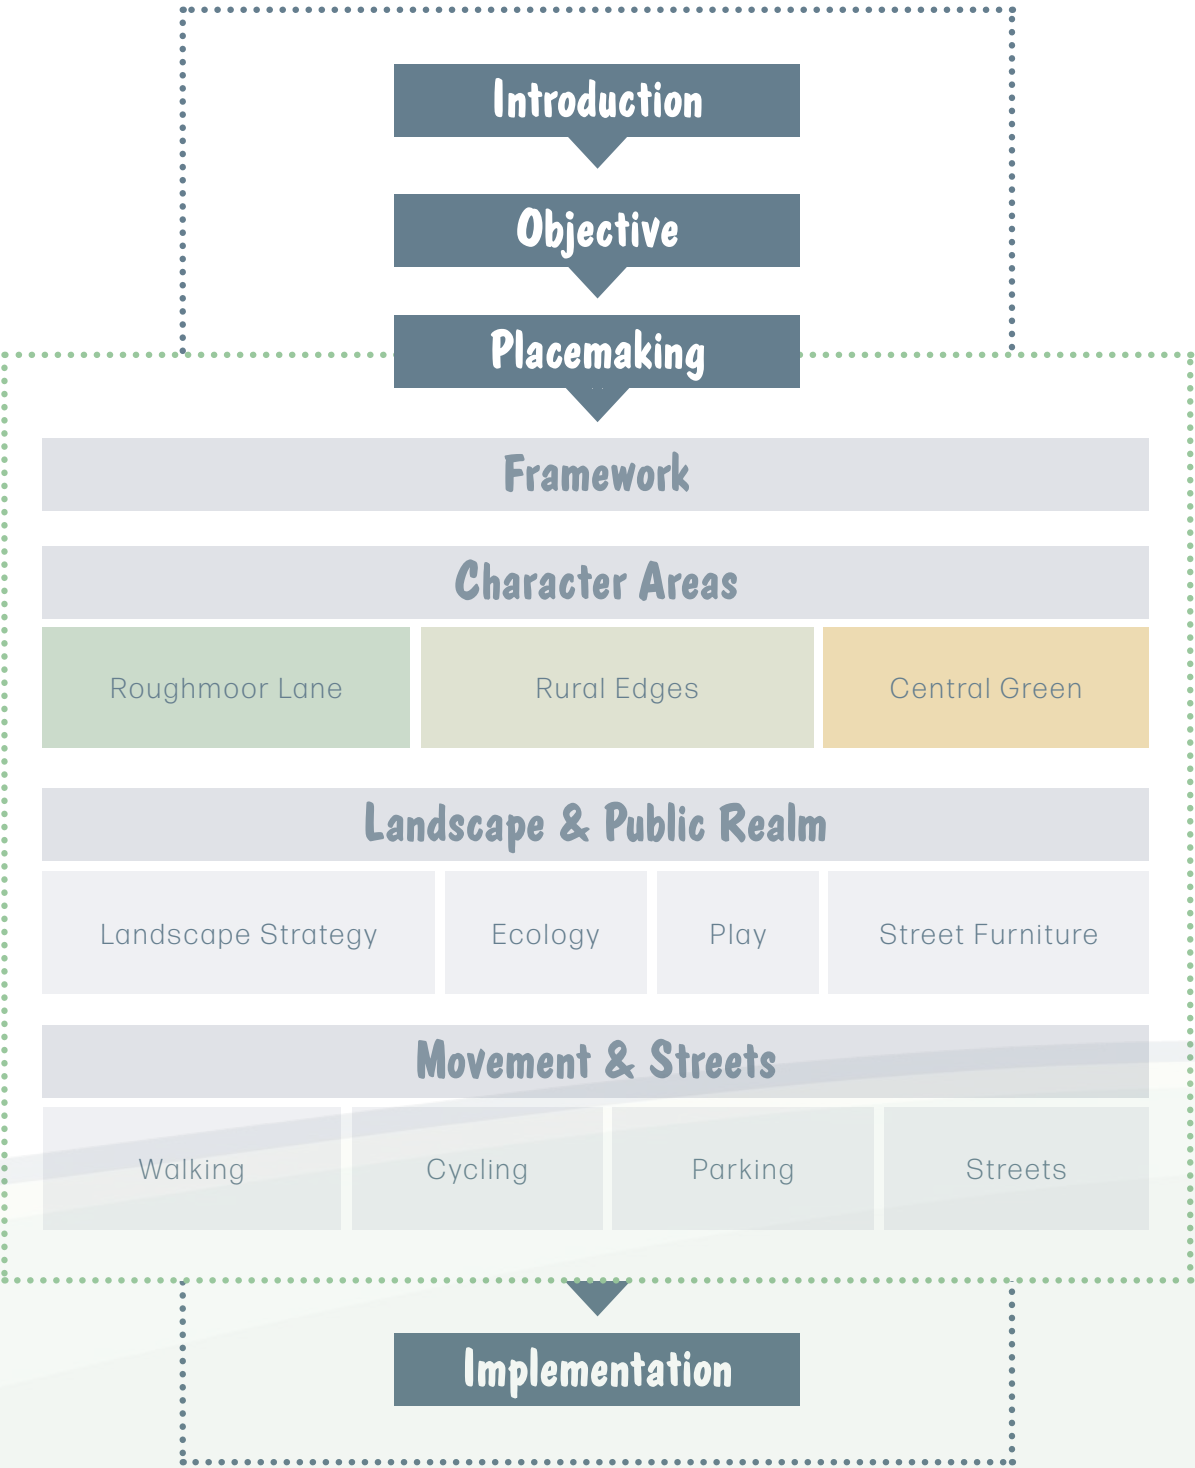 Introduction
Objective
Placemaking
Framework
Character Areas
Roughmoor Lane
Rural Edges
Central Green
Landscape & Public Realm
Landscape Strategy
Ecology
Play
Street Furniture
Movement & Streets
Walking
Cycling
Parking
Streets
Implementation